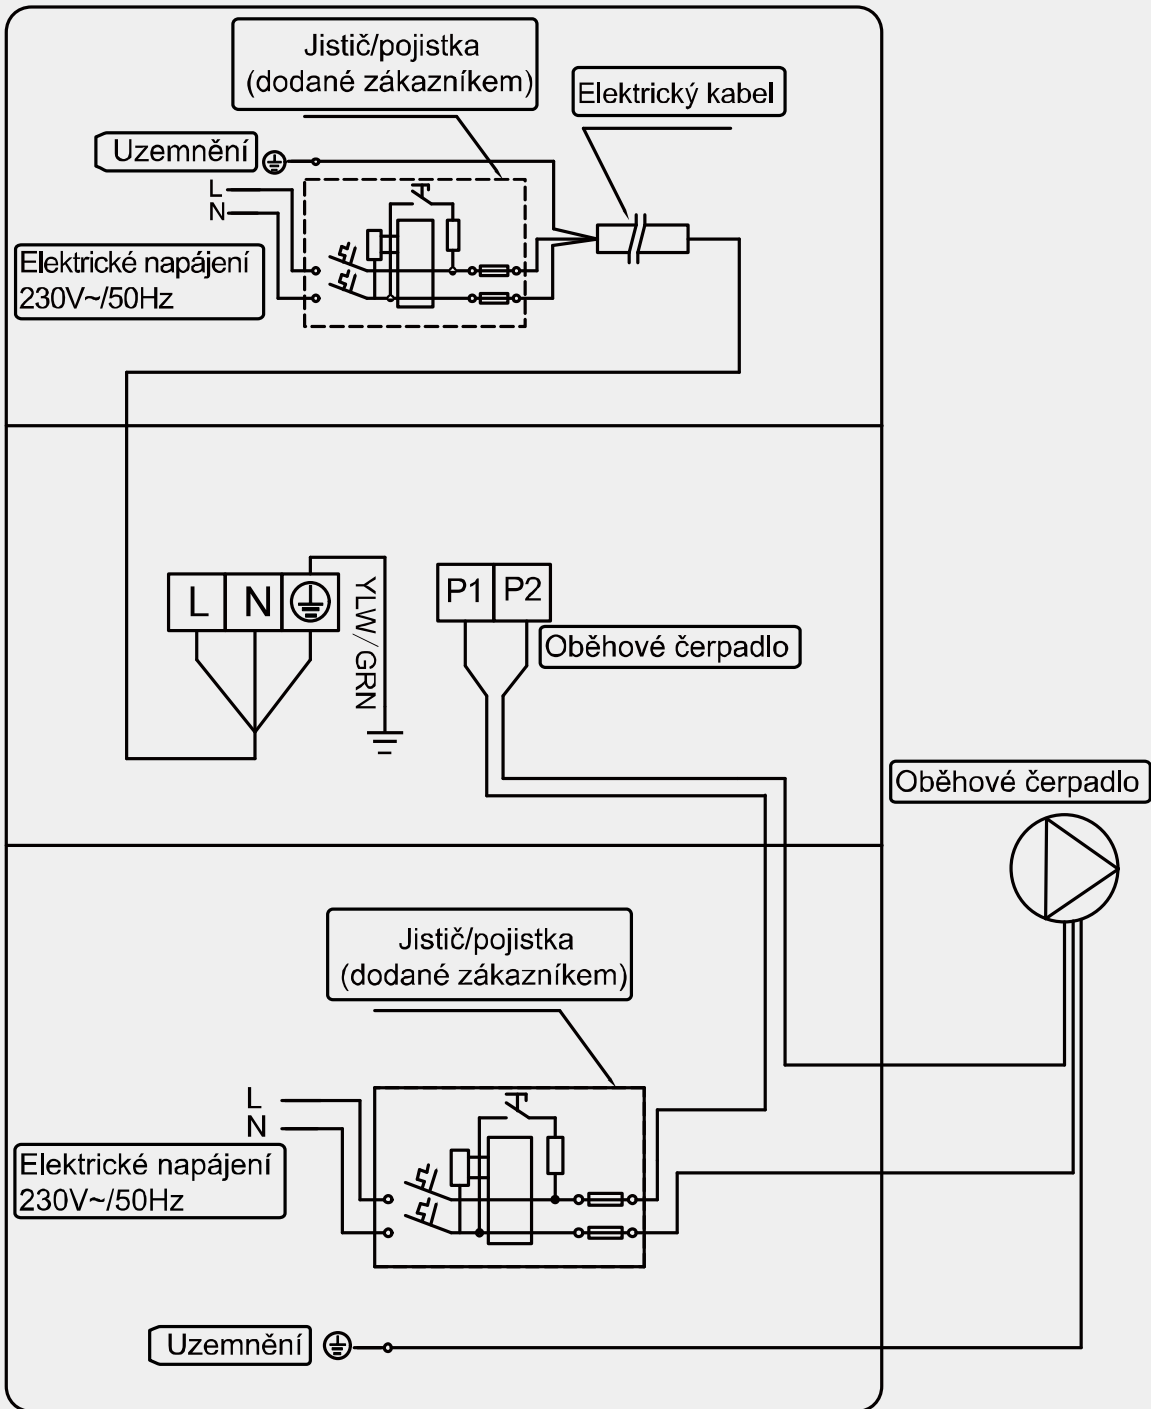 Jistič/pojistka
(dodané zákazníkem)
Elektrický kabel
Uzemnění
L
N
Elektrické napájení
230V~/50Hz
L N
YLW/GRN
P1 P2
Oběhové čerpadlo
Oběhové čerpadlo
Jistič/pojistka
(dodané zákazníkem)
L
N
Elektrické napájení
230V~/50Hz
Uzemnění